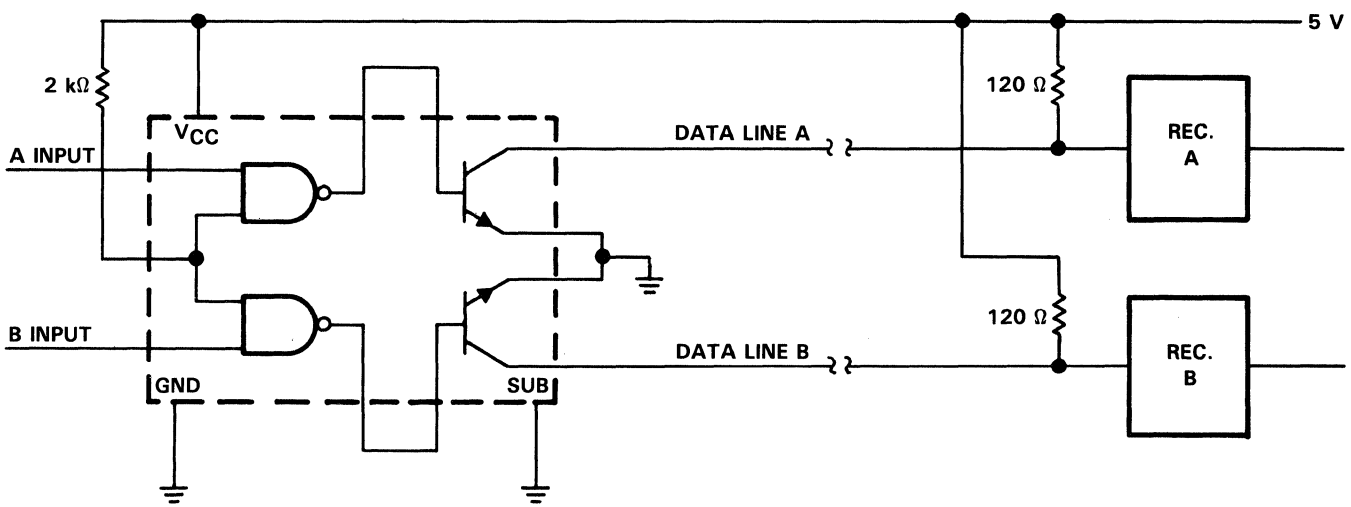 5 V
2 kΩ
120 Ω
VCC
DATA LINE A
REC.
A
A INPUT
120 Ω
B INPUT
DATA LINE B
REC.
B
GND
SUB